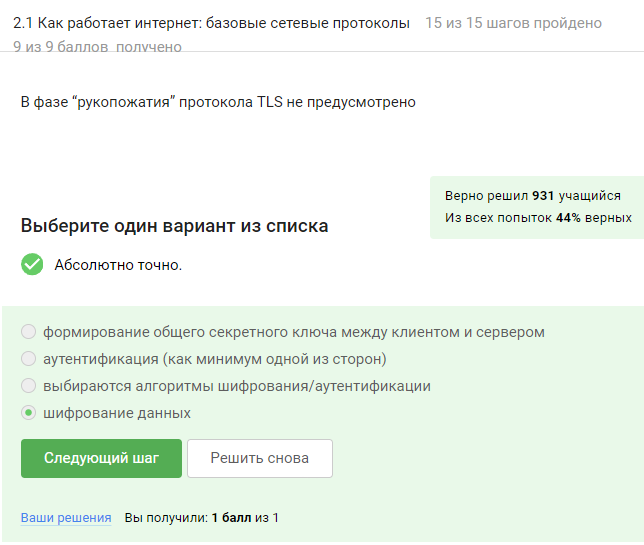 2.1 Как работает интернет: базовые сетевые протоколы 15 из 15 шагов пройдено
9 из 9 баллов получено
В фазе “рукопожатия” протокола TLS не предусмотрено
Верно решил 931 учащийся
Из всех попыток 44% верных
Выберите один вариант из списка
Абсолютно точно.
формирование общего секретного ключа между клиентом и сервером
аутентификация (как минимум одной из сторон)
выбираются алгоритмы шифрования/аутентификации
шифрование данных
Следующий шаг Решить снова
Ваши решения Вы получили: 1 балл из 1